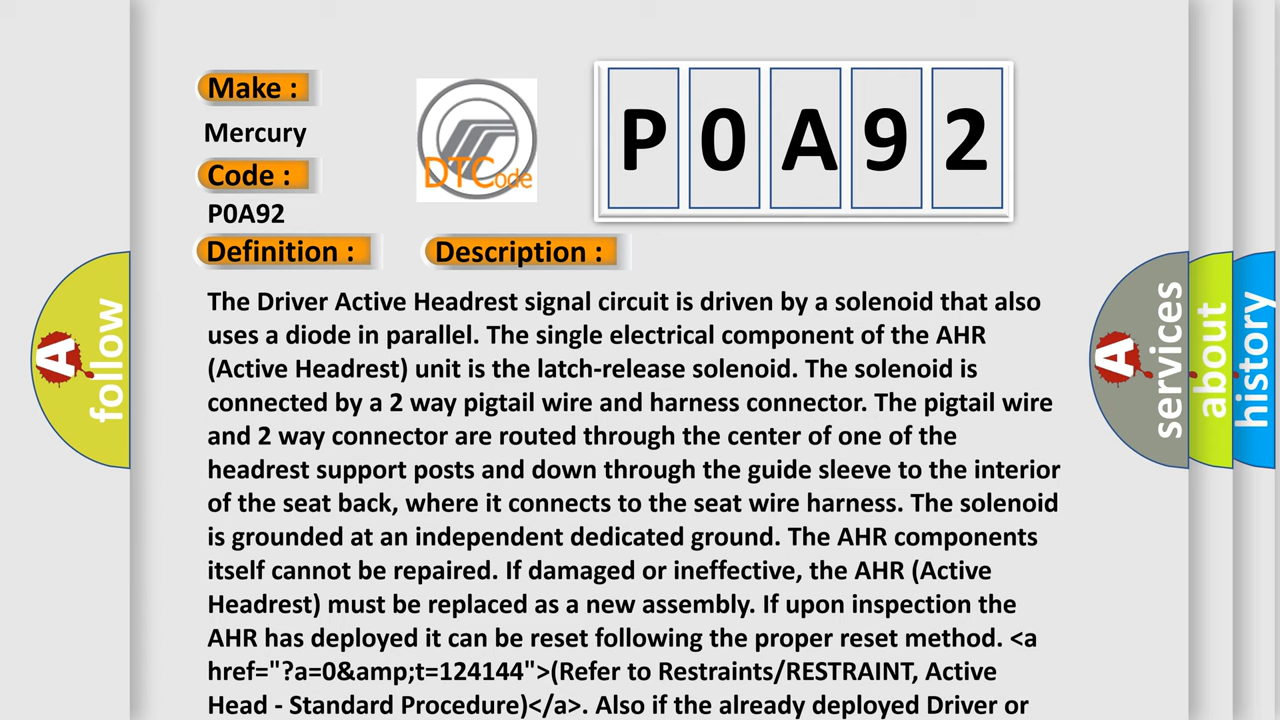 Make :
Mercury
Code :
P0A92
DTCode
P0A92
Definition :
Description :
The Driver Active Headrest signal circuit is driven by a solenoid that also
uses a diode in parallel. The single electrical component of the AHR
(Active Headrest) unit is the latch-release solenoid. The solenoid is
connected by a 2 way pigtail wire and harness connector. The pigtail wire
and 2 way connector are routed through the center of one of the
headrest support posts and down through the guide sleeve to the interior
of the seat back, where it connects to the seat wire harness. The solenoid
is grounded at an independent dedicated ground. The AHR components
itself cannot be repaired. If damaged or ineffective, the AHR (Active
Headrest) must be replaced as a new assembly. If upon inspection the
AHR has deployed it can be reset following the proper reset method. <a
href="?a=0&amp;t=124144">(Refer to Restraints/RESTRAINT, Active
Head - Standard Procedure)</a>. Also if the already deployed Driver or
A follow
A services
about
history